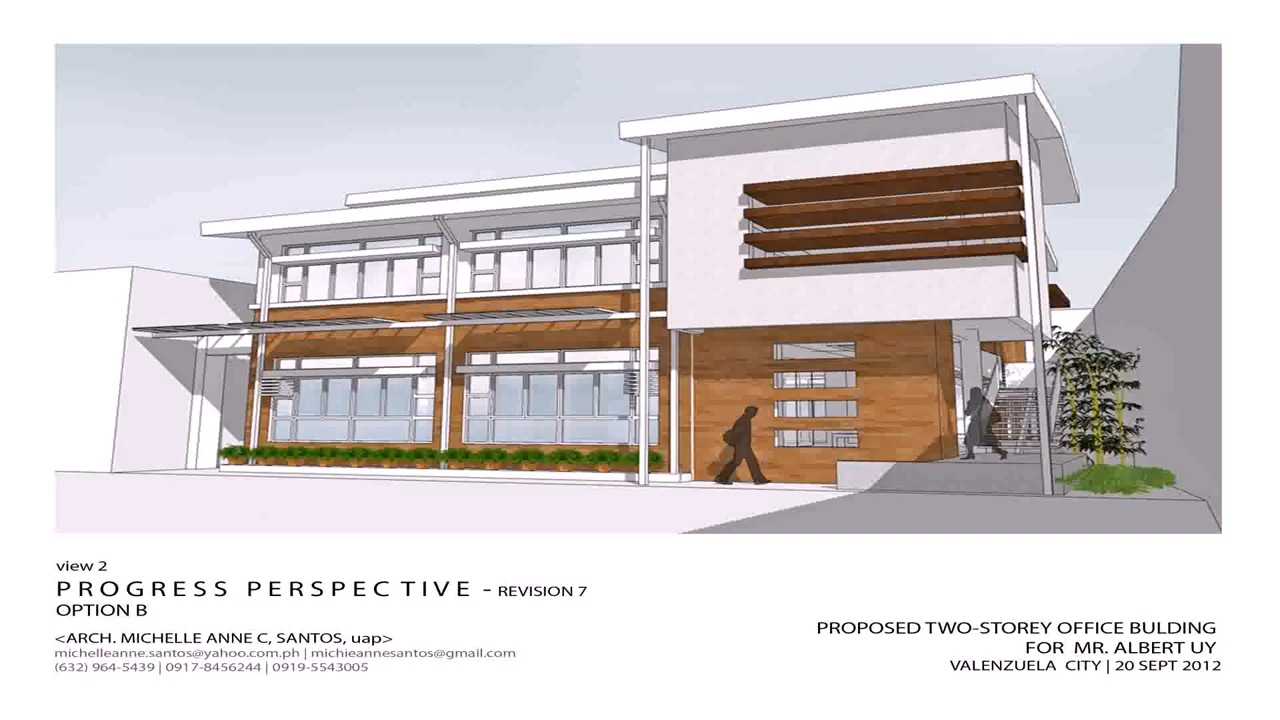 view 2
PROGRESS PERSPECTIVE - REVISION 7
OPTION B
<ARCH. MICHELLE ANNE C, SANTOS, uap>
michelleanne.santos@yahoo.com.ph | michieannesantos@gmail.com
(632) 964-5439 | 0917-8456244 | 0919-5543005
PROPOSED TWO-STOREY OFFICE BULDING
FOR MR. ALBERT UY
VALENZUELA CITY | 20 SEPT 2012